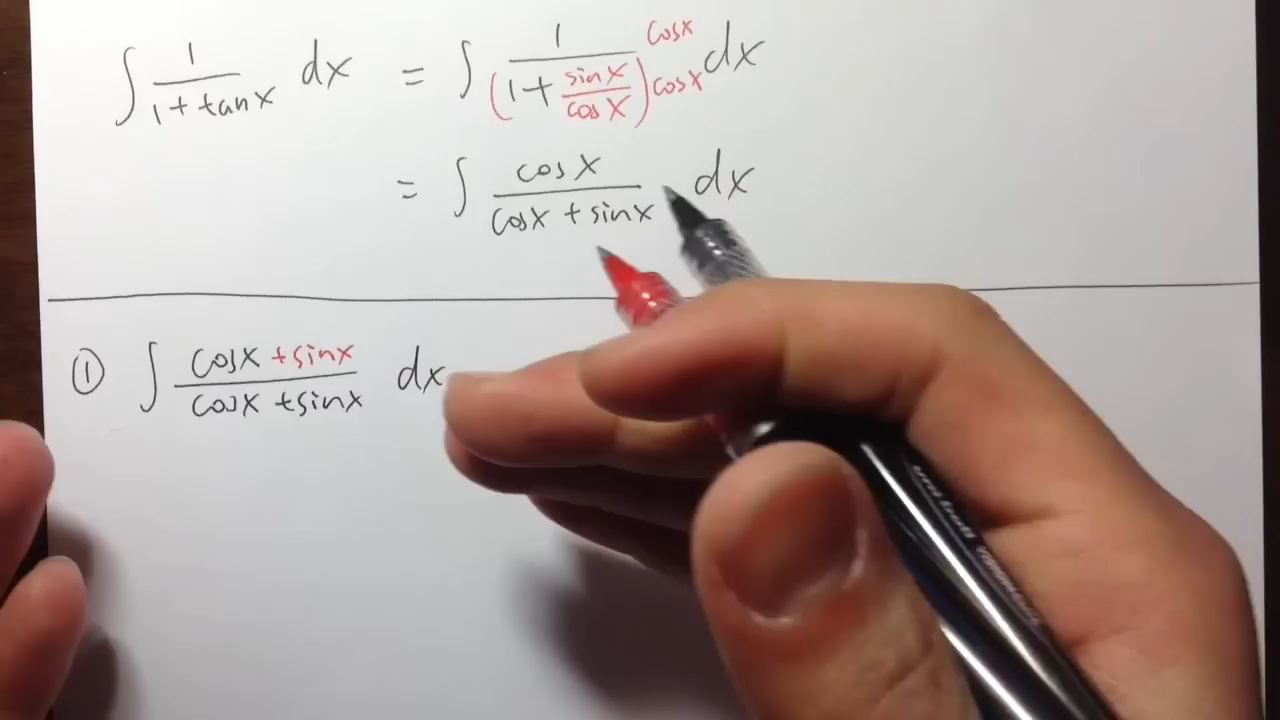 ∫ 1/(1 + tanx) dx = ∫ 1/(1 + sinx/cosx) cosx/cosx dx
= ∫ cosx/(cosx + sinx) dx
① ∫ (cosx + sinx)/(cosx + sinx) dx